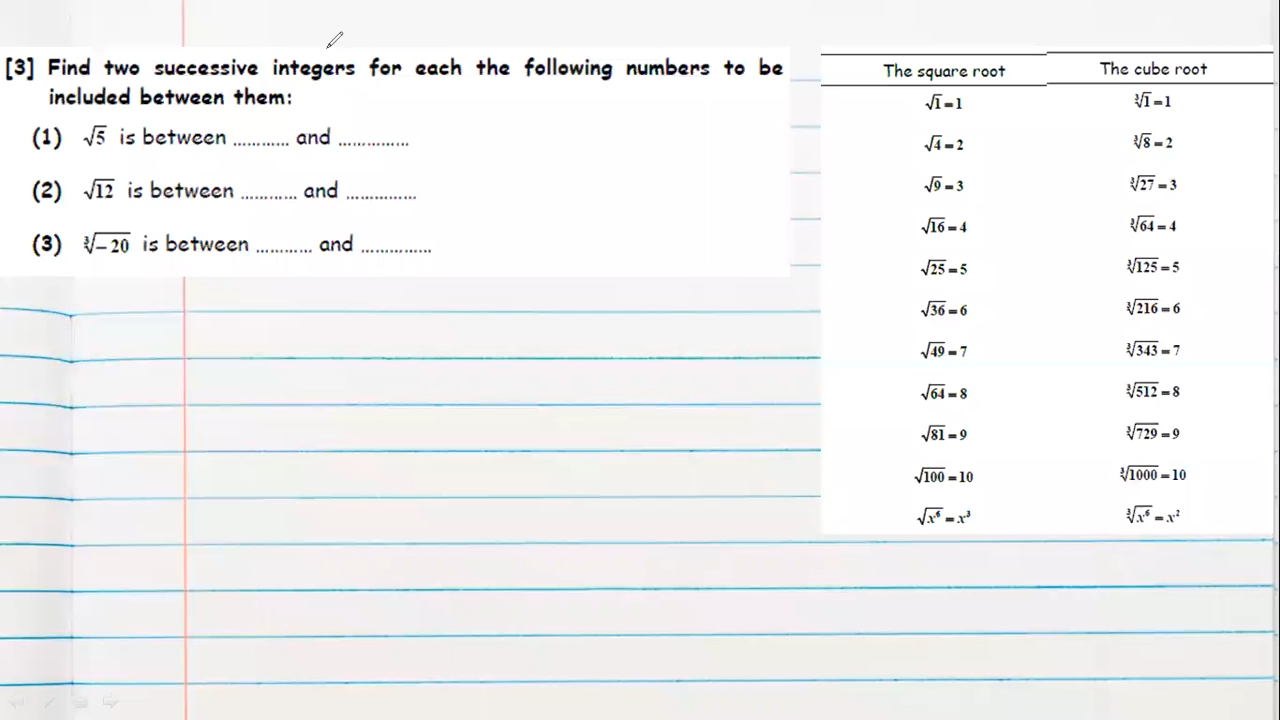 [3] Find two successive integers for each the following numbers to be
included between them:
(1) √5 is between ............ and ...............
(2) √12 is between ............ and ...............
(3) ∛-20 is between ............ and ...............
The square root The cube root
√1 = 1 ∛1 = 1
√4 = 2 ∛8 = 2
√9 = 3 ∛27 = 3
√16 = 4 ∛64 = 4
√25 = 5 ∛125 = 5
√36 = 6 ∛216 = 6
√49 = 7 ∛343 = 7
√64 = 8 ∛512 = 8
√81 = 9 ∛729 = 9
√100 = 10 ∛1000 = 10
√x⁶ = x³ ∛x⁶ = x²